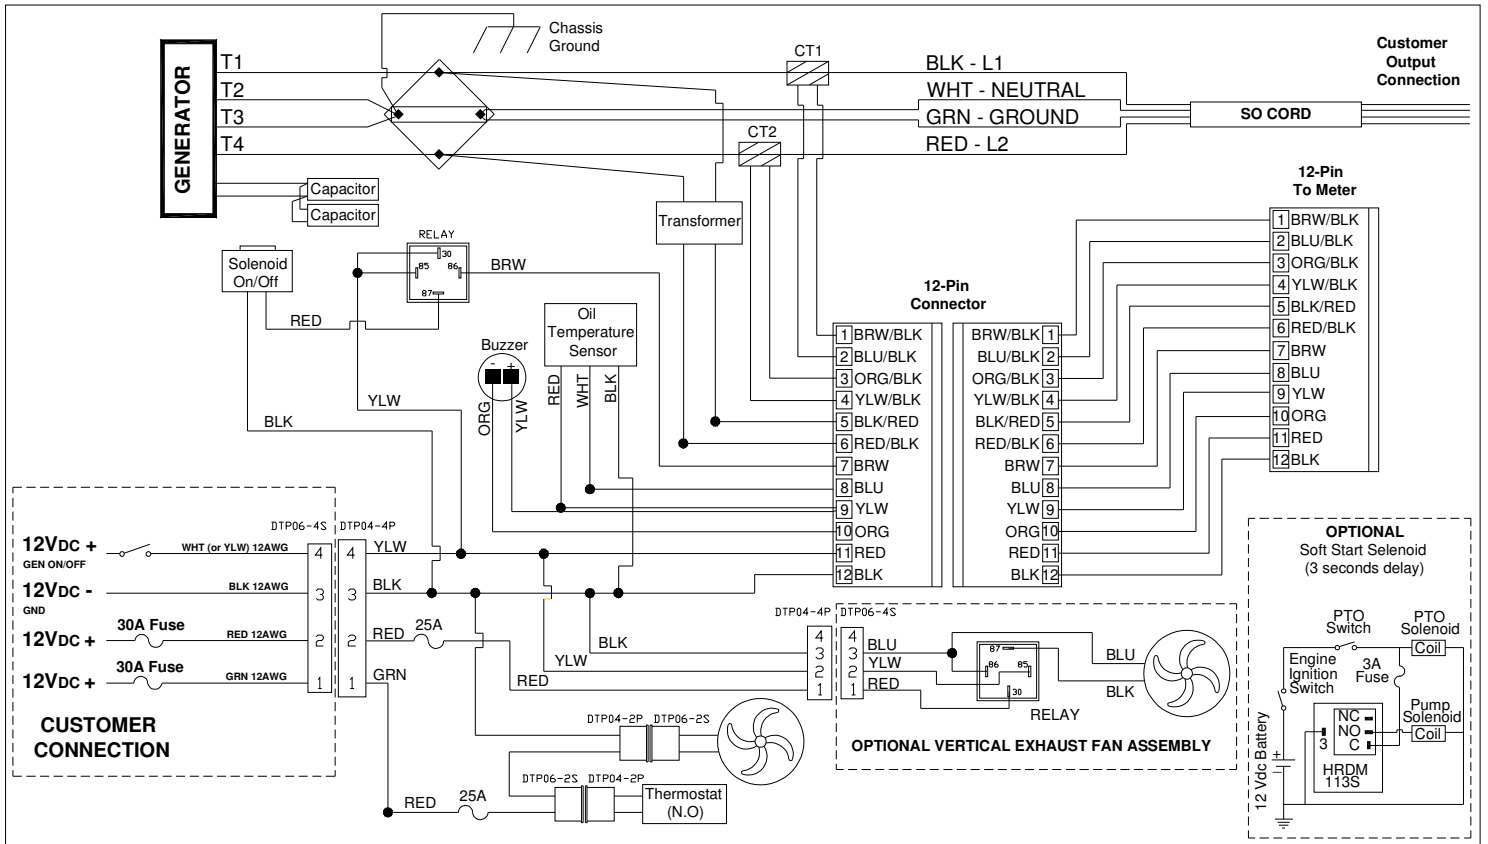 Chassis
Ground
CT1
BLK - L1
WHT - NEUTRAL
GRN - GROUND
RED - L2
Customer
Output
Connection
SO CORD
GENERATOR
T1
T2
T3
T4
CT2
Capacitor
Capacitor
Transformer
12-Pin
To Meter
1 BRW/BLK
2 BLU/BLK
3 ORG/BLK
4 YLW/BLK
5 BLK/RED
6 RED/BLK
7 BRW
8 BLU
9 YLW
10 ORG
11 RED
12 BLK
RELAY
30
85
86
87
BRW
Solenoid
On/Off
RED
Oil
Temperature
Sensor
RED
WHT
BLK
Buzzer
- +
ORG
YLW
YLW
BLK
12-Pin
Connector
1 BRW/BLK
2 BLU/BLK
3 ORG/BLK
4 YLW/BLK
5 BLK/RED
6 RED/BLK
7 BRW
8 BLU
9 YLW
10 ORG
11 RED
12 BLK
BRW/BLK 1
BLU/BLK 2
ORG/BLK 3
YLW/BLK 4
BLK/RED 5
RED/BLK 6
BRW 7
BLU 8
YLW 9
ORG 10
RED 11
BLK 12
DTP06-4S
DTP04-4P
12VDC +
GEN ON/OFF
WHT (or YLW) 12AWG
4
4
YLW
12VDC -
GND
BLK 12AWG
3
3
BLK
12VDC +
30A Fuse
RED 12AWG
2
2
RED
25A
12VDC +
30A Fuse
GRN 12AWG
1
1
GRN
CUSTOMER
CONNECTION
BLK
YLW
RED
DTP04-4P
DTP06-4S
4
3
2
1
4
3
2
1
BLU
YLW
RED
87
86
85
30
RELAY
BLU
BLK
OPTIONAL VERTICAL EXHAUST FAN ASSEMBLY
DTP04-2P
DTP06-2S
DTP06-2S
DTP04-2P
RED
25A
Thermostat
(N.O)
OPTIONAL
Soft Start Selenoid
(3 seconds delay)
PTO
Switch
PTO
Solenoid
Coil
Engine
Ignition
Switch
3A
Fuse
Pump
Solenoid
Coil
NC
NO
C
3
HRDM
113S
12 Vdc Battery
+
-